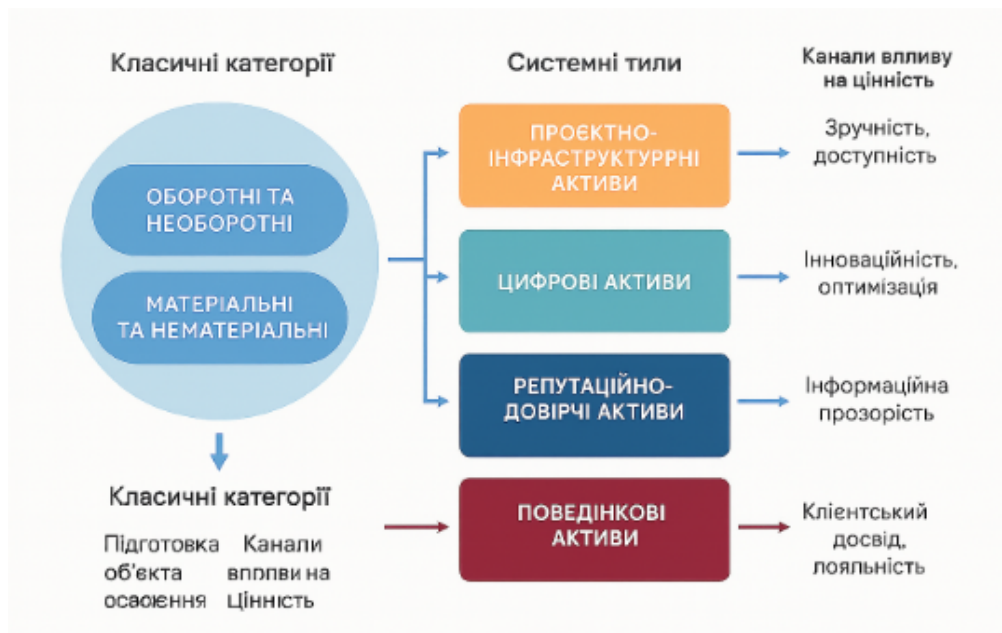 Класичні категорії
ОБОРОТНІ ТА
НЕОБОРОТНІ
МАТЕРІАЛЬНІ
ТА НЕМАТЕРІАЛЬНІ
Класичні категорії
Підготовка
об'єкта
Канали
на
Цінність
Системні тили
ПРОЄКТНО-
ІНФРАСТРУКТУРРНІ
АКТИВИ
ЦИФРОВІ АКТИВИ
РЕПУТАЦІЙНО-
ДОВІРЧІ АКТИВИ
ПОВЕДІНКОВІ
АКТИВИ
Канали впливу
на цінність
Зручність,
доступність
Інноваційність,
оптимізація
Інформаційна
прозорість
Клієнтський
досвід,
лояльність